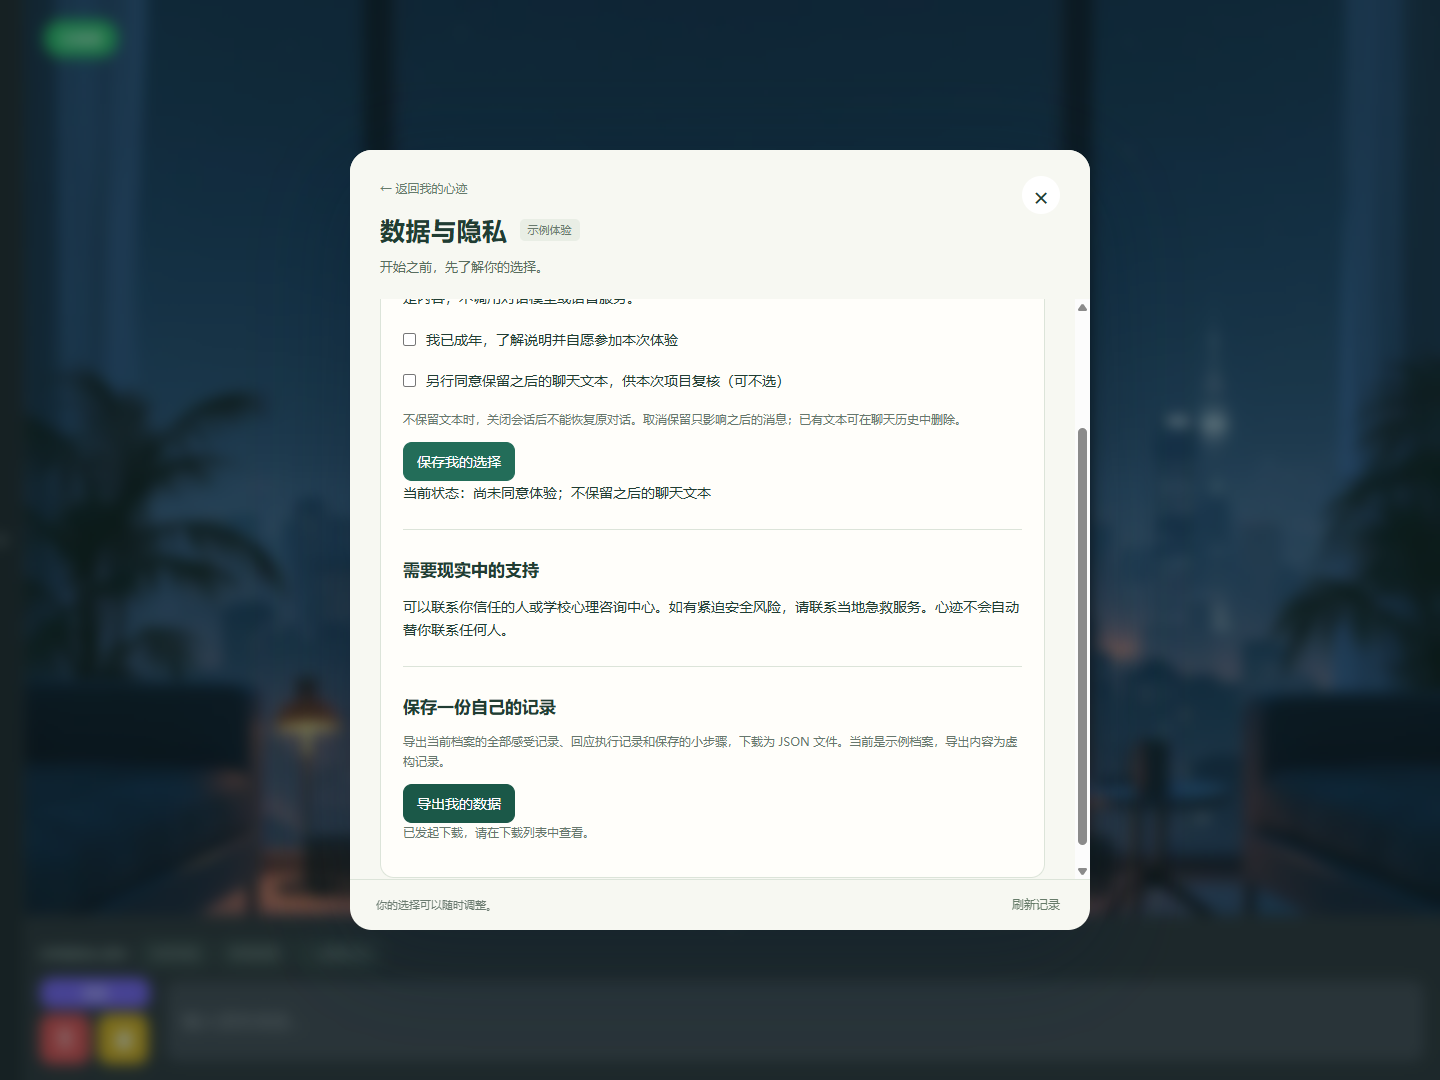 ← 返回我的心迹
数据与隐私
示例体验
开始之前，先了解你的选择。
我已成年，了解说明并自愿参加本次体验
另行同意保留之后的聊天文本，供本次项目复核（可不选）
不保留文本时，关闭会话后不能恢复原对话。取消保留只影响之后的消息；已有文本可在聊天历史中删除。
保存我的选择
当前状态：尚未同意体验；不保留之后的聊天文本
需要现实中的支持
可以联系你信任的人或学校心理咨询中心。如有紧迫安全风险，请联系当地急救服务。心迹不会自动
替你联系任何人。
保存一份自己的记录
导出当前档案的全部感受记录、回应执行记录和保存的小步骤，下载为 JSON 文件。当前是示例档案，导出内容为虚
构记录。
导出我的数据
已发起下载，请在下载列表中查看。
你的选择可以随时调整。
刷新记录